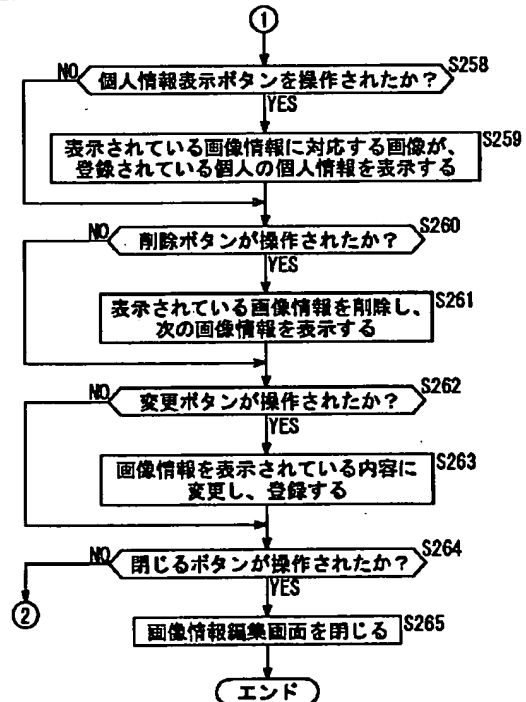 ①
個人情報表示ボタンを操作されたか？
S258
NO
YES
表示されている画像情報に対応する画像が、
登録されている個人の個人情報を表示する
S259
削除ボタンが操作されたか？
S260
NO
YES
表示されている画像情報を削除し、
次の画像情報を表示する
S261
変更ボタンが操作されたか？
S262
NO
YES
画像情報を表示されている内容に
変更し、登録する
S263
閉じるボタンが操作されたか？
S264
NO
YES
②
画像情報編集画面を閉じる
S265
エンド